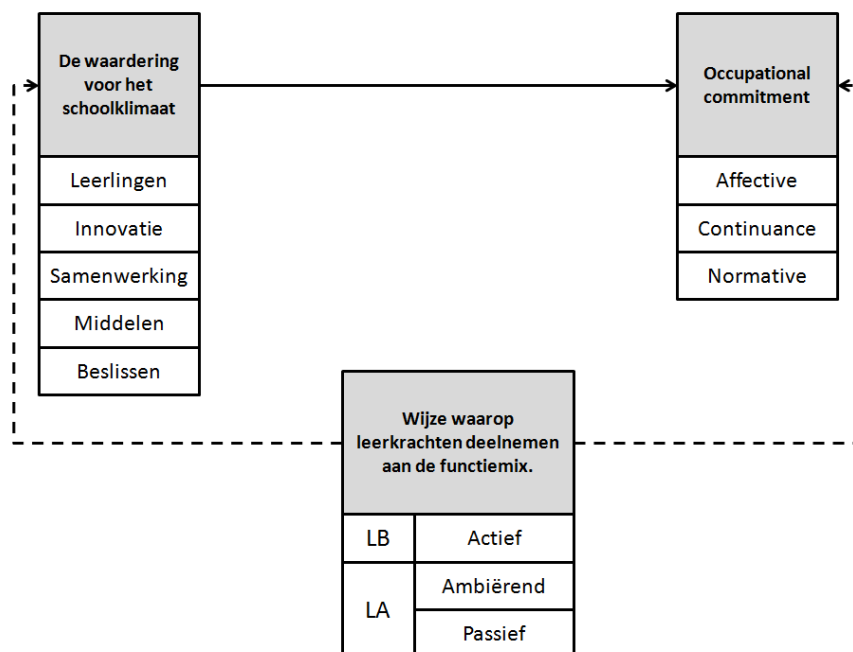 De waardering
voor het
schoolklimaat
Leerlingen
Innovatie
Samenwerking
Middelen
Beslissen
Occupational
commitment
Affective
Continuance
Normative
Wijze waarop
leerkrachten deelnemen
aan de functiemix.
LB
Actief
LA
Ambiërend
Passief